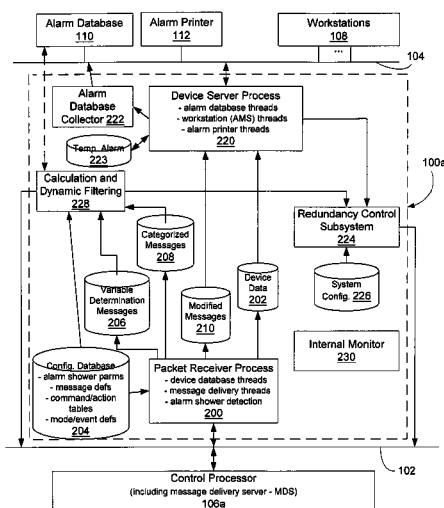 Alarm Database
110
Alarm Printer
112
Workstations
108
...
104
Alarm
Database
Collector 222
Device Server Process
- alarm database threads
- workstation (AMS) threads
- alarm printer threads
220
Temp. Alarm
223
Calculation and
Dynamic Filtering
228
100a
Categorized
Messages
208
Redundancy Control
Subsystem
224
Variable
Determination
Messages
206
Device
Data
202
System
Config. 226
Modified
Messages
210
Internal Monitor
230
Config. Database
- alarm shower parms
- message defs
- command/action
tables
- mode/event defs
204
Packet Receiver Process
- device database threads
- message delivery threads
- alarm shower detection
200
102
Control Processor
(including message delivery server - MDS)
106a